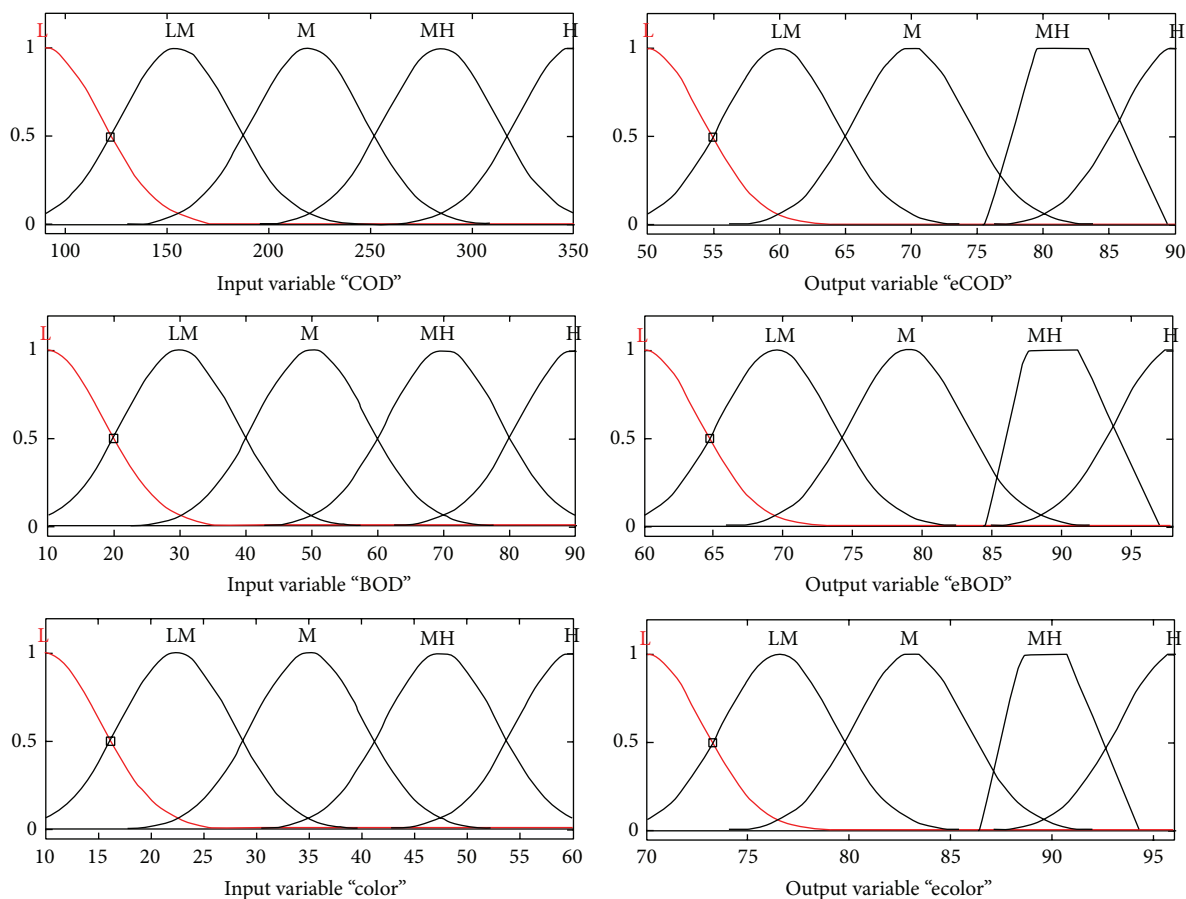 L LM M MH H
1
0.5
0
100 150 200 250 300 350
Input variable “COD”
L LM M MH H
1
0.5
0
50 55 60 65 70 75 80 85 90
Output variable “eCOD”
L LM M MH H
1
0.5
0
10 20 30 40 50 60 70 80 90
Input variable “BOD”
L LM M MH H
1
0.5
0
60 65 70 75 80 85 90 95
Output variable “eBOD”
L LM M MH H
1
0.5
0
10 15 20 25 30 35 40 45 50 55 60
Input variable “color”
L LM M MH H
1
0.5
0
70 75 80 85 90 95
Output variable “ecolor”